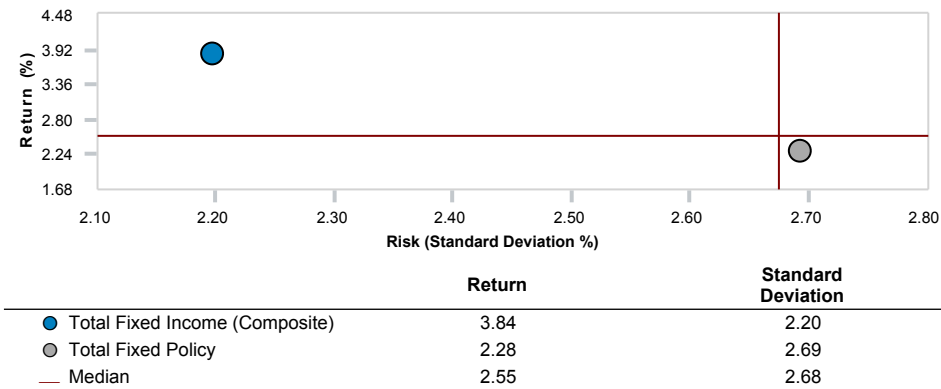 4.48
3.92
3.36
2.80
2.24
1.68
Return (%)
2.10 2.20 2.30 2.40 2.50 2.60 2.70 2.80
Risk (Standard Deviation %)
Return Standard Deviation
Total Fixed Income (Composite) 3.84 2.20
Total Fixed Policy 2.28 2.69
Median 2.55 2.68